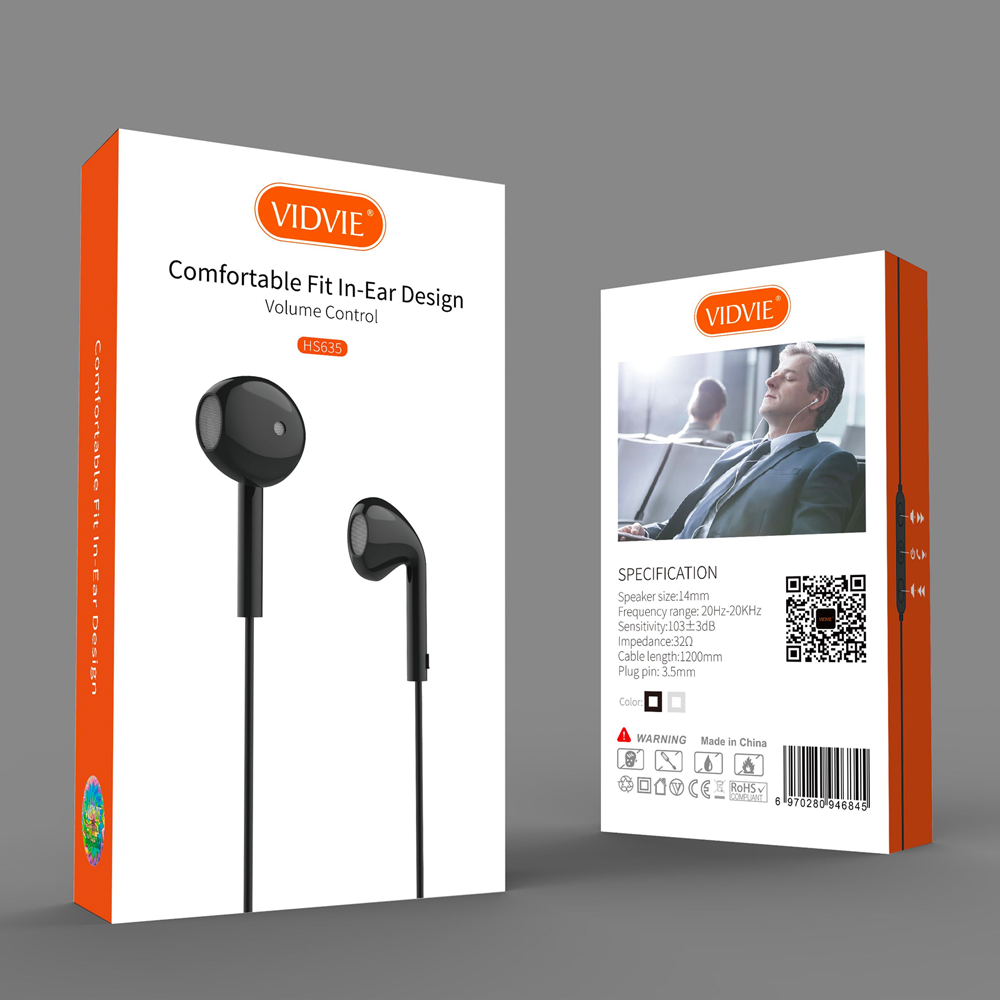 VIDVIE®
Comfortable Fit In-Ear Design
Volume Control
HS635
Comfortable Fit In-Ear Design
VIDVIE®
SPECIFICATION
Speaker size:14mm
Frequency range: 20Hz-20KHz
Sensitivity:103±3dB
Impedance:32Ω
Cable length:1200mm
Plug pin: 3.5mm
VIDVIE
Color:
WARNING
Made in China
CE
RoHS
COMPLIANT
6 970280 946845